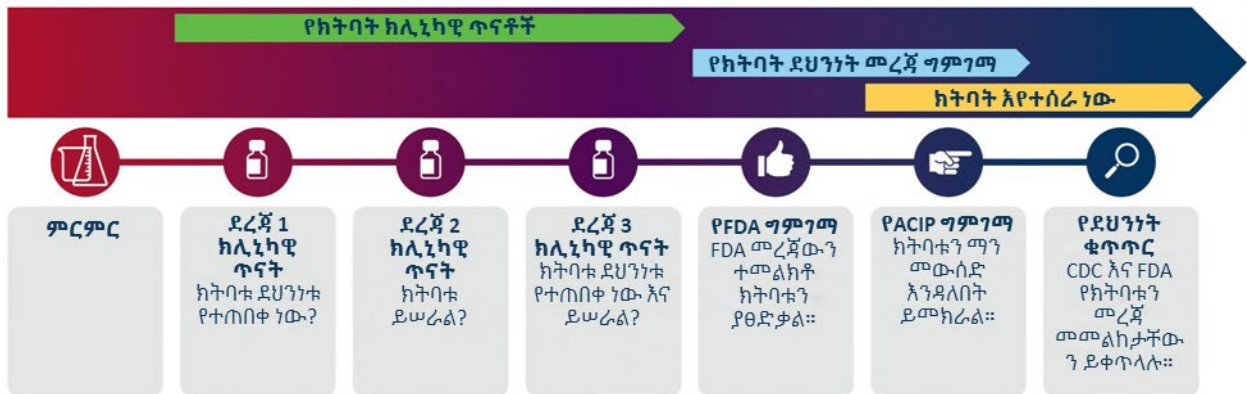 የክትባት ክሊኒካዊ ጥናቶች
የክትባት ደህንነት መረጃ ግምገማ
ክትባት እየተሰራ ነው
ምርምር
ደረጃ 1
ክሊኒካዊ
ጥናት
ክትባቱ ደህንነቱ
የተጠበቀ ነው?
ደረጃ 2
ክሊኒካዊ
ጥናት
ክትባቱ
ይሠራል?
ደረጃ 3
ክሊኒካዊ ጥናት
ክትባቱ ደህንነቱ
የተጠበቀ ነው እና
ይሠራል?
የFDA ግምገማ
FDA መረጃውን
ተመልክቶ
ክትባቱን
ያፀድቃል።
የACIP ግምገማ
ክትባቱን ማን
መውሰድ
እንዳለበት
ይመክራል።
የደህንነት
ቁጥጥር
CDC እና FDA
የክትባቱን
መረጃ
መመልከታቸው
ን ይቀጥላሉ።